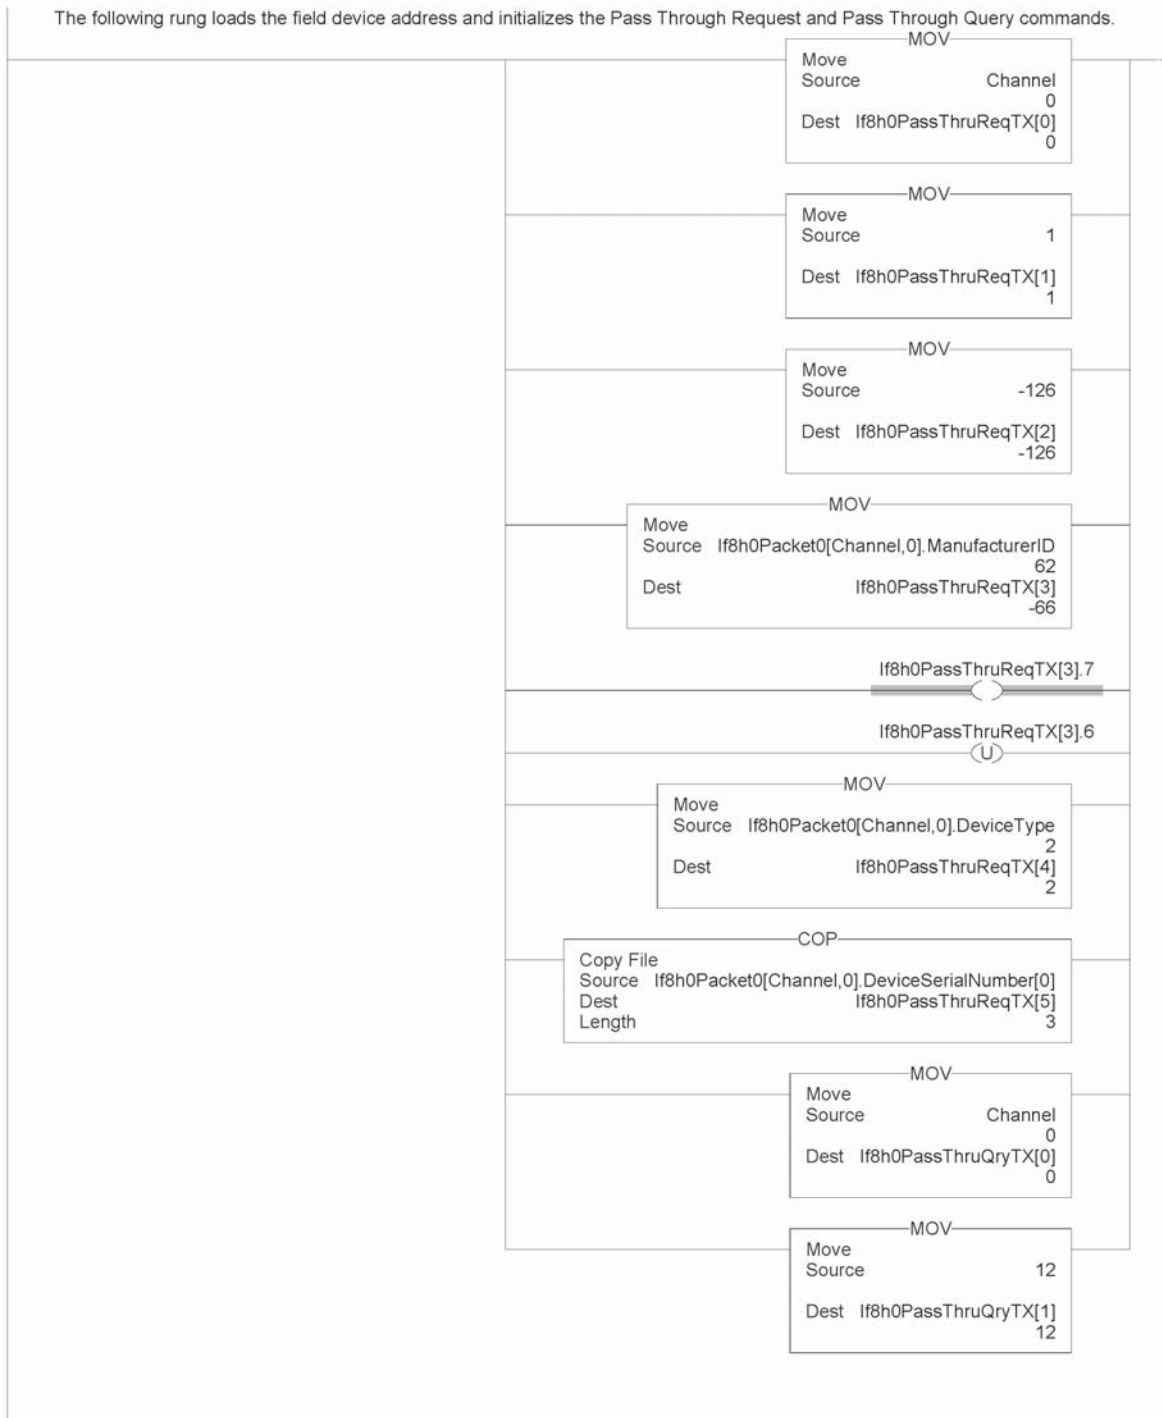 The following rung loads the field device address and initializes the Pass Through Request and Pass Through Query commands.
MOV
Move
Source Channel
0
Dest If8h0PassThruReqTX[0]
0
MOV
Move
Source 1
Dest If8h0PassThruReqTX[1]
1
MOV
Move
Source -126
Dest If8h0PassThruReqTX[2]
-126
MOV
Move
Source If8h0Packet0[Channel,0].ManufacturerID
62
Dest If8h0PassThruReqTX[3]
-66
If8h0PassThruReqTX[3].7
If8h0PassThruReqTX[3].6
U
MOV
Move
Source If8h0Packet0[Channel,0].DeviceType
2
Dest If8h0PassThruReqTX[4]
2
COP
Copy File
Source If8h0Packet0[Channel,0].DeviceSerialNumber[0]
Dest If8h0PassThruReqTX[5]
Length 3
MOV
Move
Source Channel
0
Dest If8h0PassThruQryTX[0]
0
MOV
Move
Source 12
Dest If8h0PassThruQryTX[1]
12